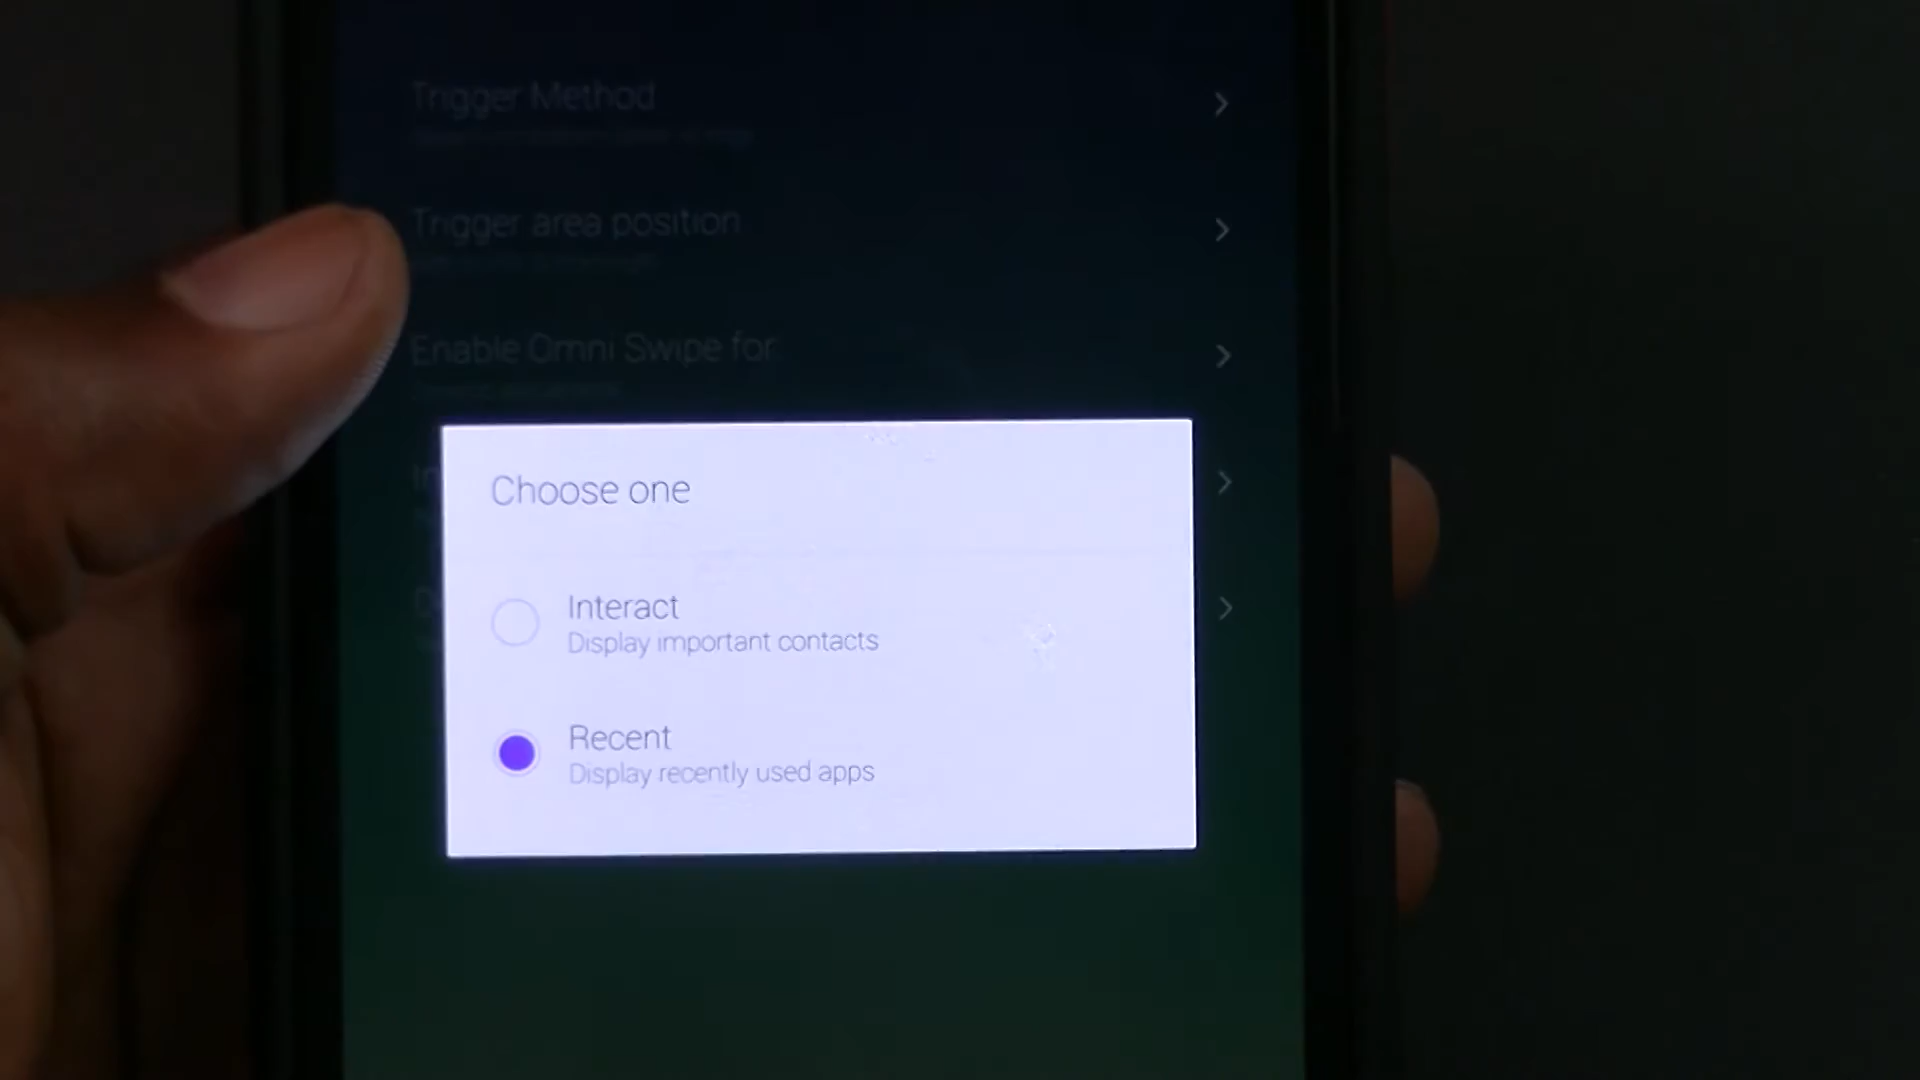 Trigger Method
Trigger area position
Enable Omni Swipe for
Choose one
Interact
Display important contacts
Recent
Display recently used apps